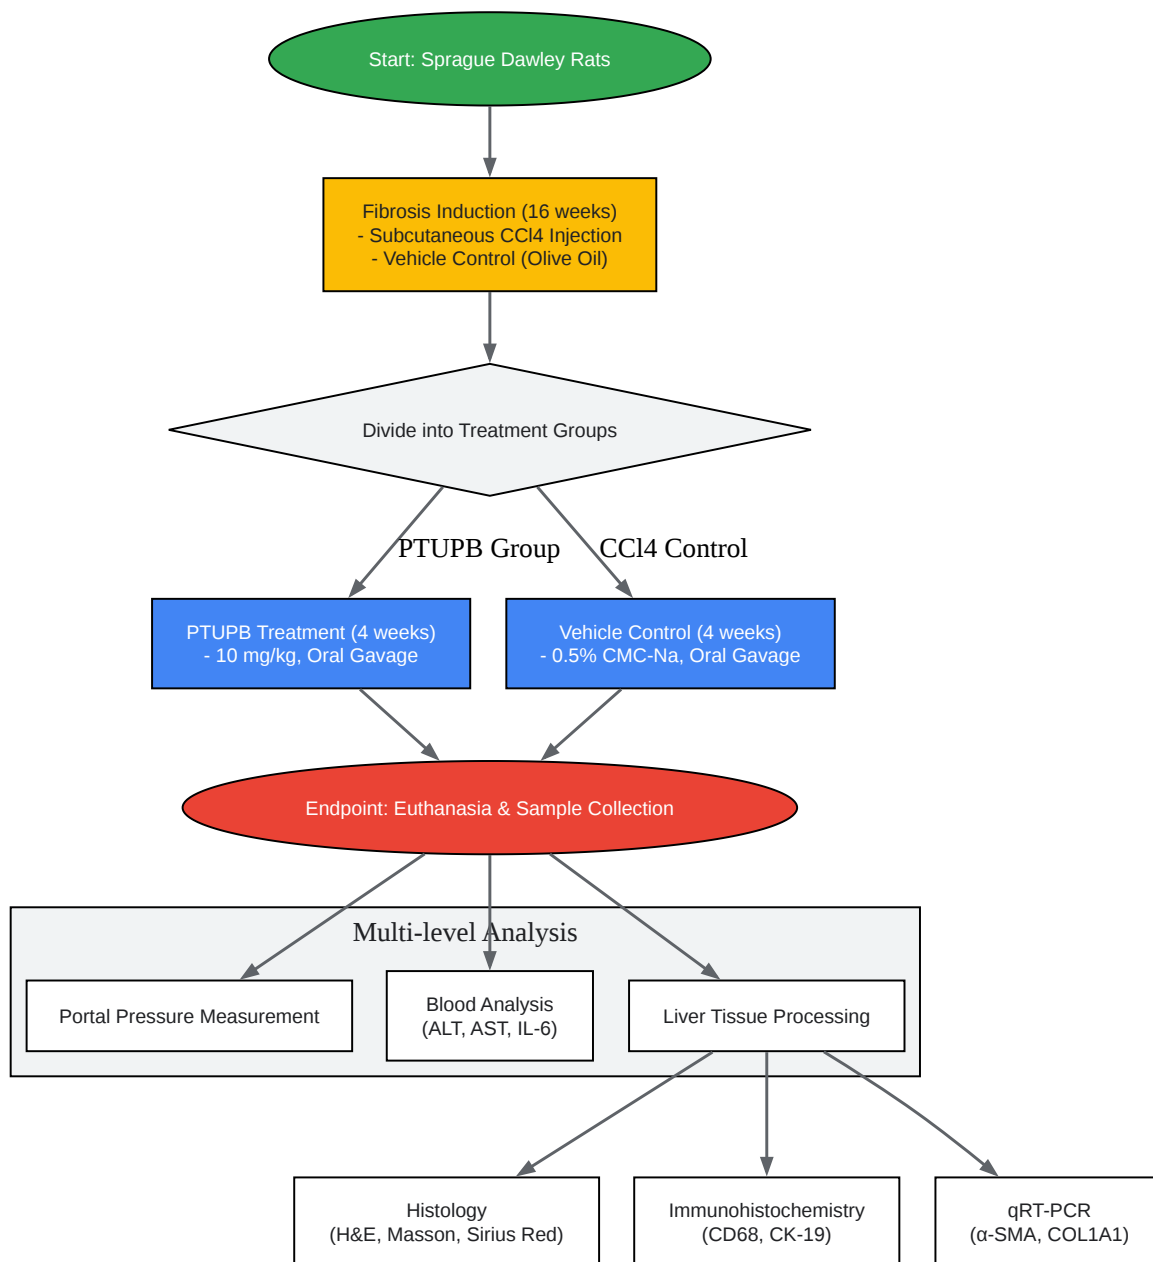 Start: Sprague Dawley Rats
Fibrosis Induction (16 weeks)
- Subcutaneous CCl4 Injection
- Vehicle Control (Olive Oil)
Divide into Treatment Groups
PTUPB Group
CCl4 Control
PTUPB Treatment (4 weeks)
- 10 mg/kg, Oral Gavage
Vehicle Control (4 weeks)
- 0.5% CMC-Na, Oral Gavage
Endpoint: Euthanasia & Sample Collection
Multi-level Analysis
Portal Pressure Measurement
Blood Analysis
(ALT, AST, IL-6)
Liver Tissue Processing
Histology
(H&E, Masson, Sirius Red)
Immunohistochemistry
(CD68, CK-19)
qRT-PCR
(α-SMA, COL1A1)